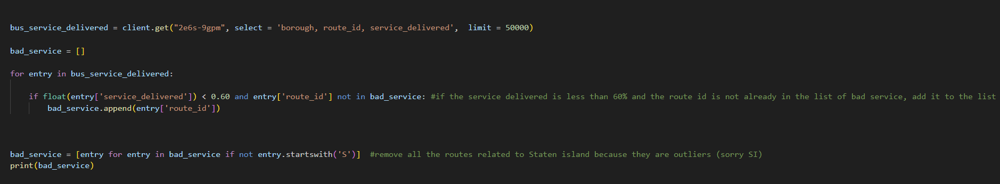 bus_service_delivered = client.get("2e6s-9gpm", select = 'borough, route_id, service_delivered',  limit = 50000)
bad_service = []
for entry in bus_service_delivered:
    if float(entry['service_delivered']) < 0.60 and entry['route_id'] not in bad_service: #if the service delivered is less than 60% and the route id is not already in the list of bad service, add it to the list
        bad_service.append(entry['route_id'])
bad_service = [entry for entry in bad_service if not entry.startswith('S')]  #remove all the routes related to Staten island because they are outliers (sorry SI)
print(bad_service)